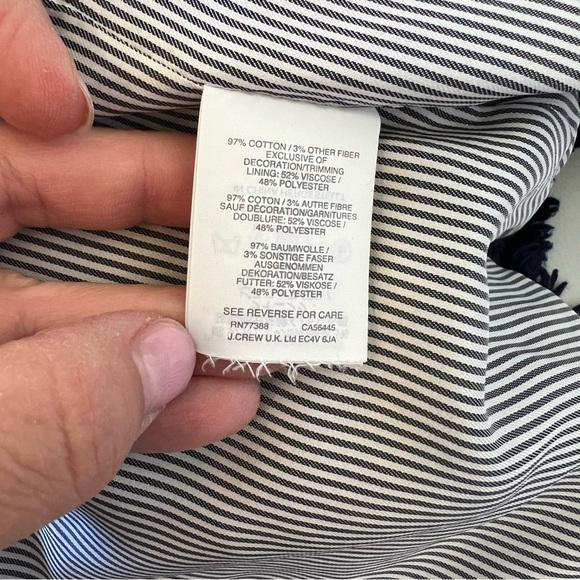 97% COTTON / 3% OTHER FIBER
EXCLUSIVE OF
DECORATION/TRIMMING
LINING: 52% VISCOSE /
48% POLYESTER
97% COTON / 3% AUTRE FIBRE
SAUF DÉCORATION/GARNITURES
DOUBLURE: 52% VISCOSE /
48% POLYESTER
97% BAUMWOLLE /
3% SONSTIGE FASER
AUSGENOMMEN
DEKORATION/BESATZ
FUTTER: 52% VISKOSE /
48% POLYESTER
SEE REVERSE FOR CARE
RN77388 CA56445
J.CREW U.K. Ltd EC4V 6JA